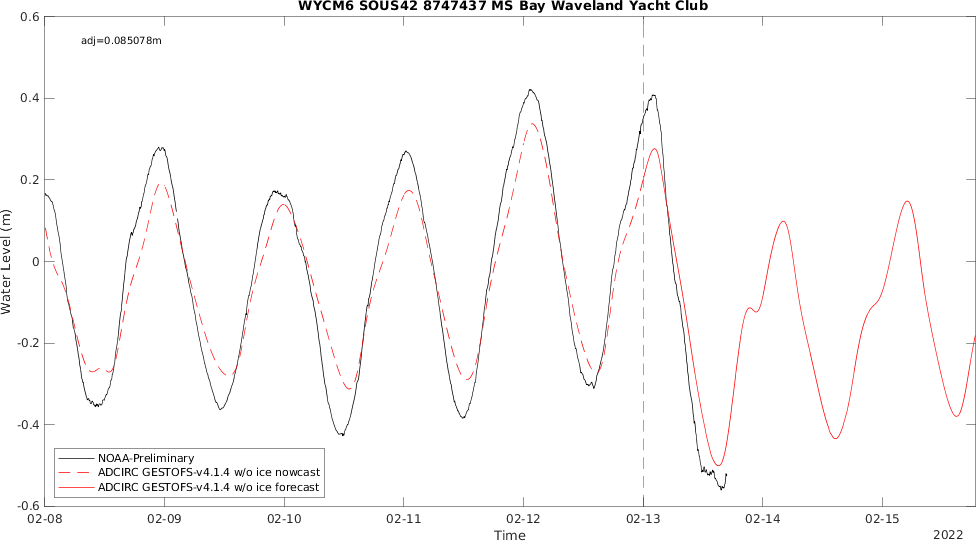 WYCM6 SOUS42 8747437 MS Bay Waveland Yacht Club
adj=0.085078m
0.6
0.4
0.2
0
-0.2
-0.4
-0.6
Water Level (m)
NOAA-Preliminary
ADCIRC GESTOFS-v4.1.4 w/o ice nowcast
ADCIRC GESTOFS-v4.1.4 w/o ice forecast
02-08 02-09 02-10 02-11 02-12 02-13 02-14 02-15
Time
2022